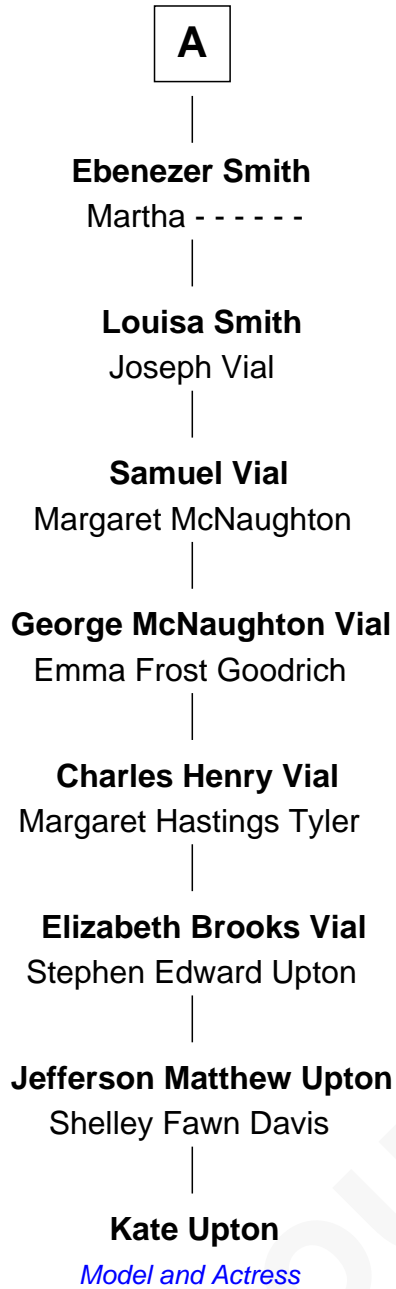 A
Ebenezer Smith
Martha - - - - - -
Louisa Smith
Joseph Vial
Samuel Vial
Margaret McNaughton
George McNaughton Vial
Emma Frost Goodrich
Charles Henry Vial
Margaret Hastings Tyler
Elizabeth Brooks Vial
Stephen Edward Upton
Jefferson Matthew Upton
Shelley Fawn Davis
Kate Upton
Model and Actress